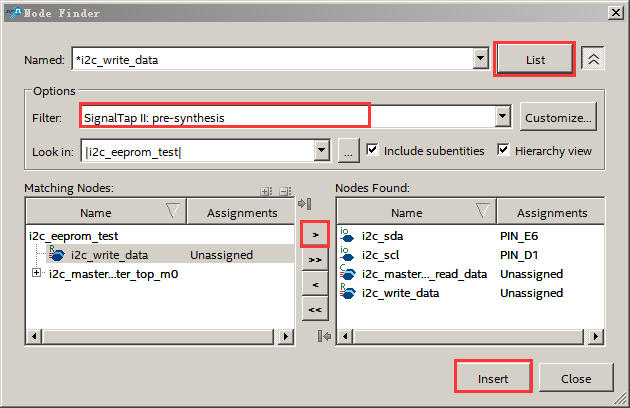 Node Finder
Named: *i2c_write_data List
Options
Filter: SignalTap II: pre-synthesis Customize...
Look in: |i2c_eeprom_test| ... Include subentities Hierarchy view
Matching Nodes: Nodes Found:
Name Assignments Name Assignments
i2c_eeprom_test
i2c_write_data Unassigned
i2c_master...ter_top_m0
i2c_sda PIN_E6
i2c_scl PIN_D1
i2c_master..._read_data Unassigned
i2c_write_data Unassigned
>
>>
<
<<
Insert Close